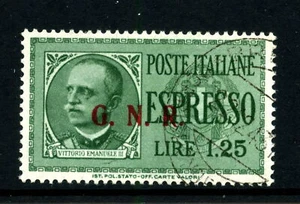 POSTE ITALIANE
ESPRESSO
G. N. R.
LIRE 1.25
VITTORIO EMANUELE III
IST. POL. STATO - OFF. CARTE VALORI